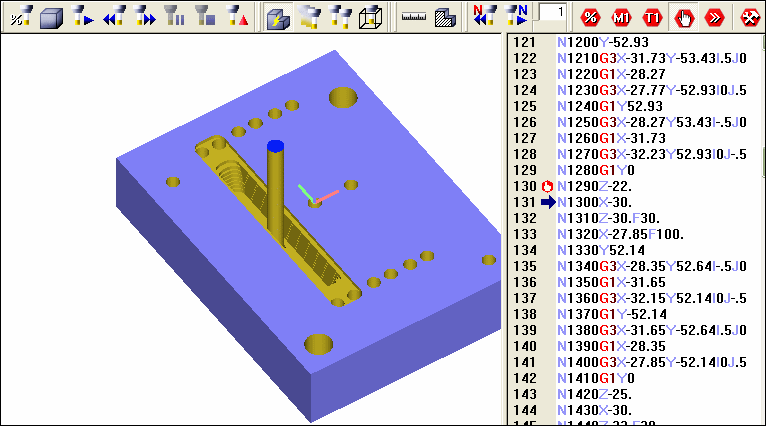 % N N 1 % M1 T1
121 N1200Y-52.93
122 N1210G3X-31.73Y-53.43I.5J0
123 N1220G1X-28.27
124 N1230G3X-27.77Y-52.93I0J.5
125 N1240G1Y52.93
126 N1250G3X-28.27Y53.43I-.5J0
127 N1260G1X-31.73
128 N1270G3X-32.23Y52.93I0J-.5
129 N1280G1Y0
130 N1290Z-22.
131 N1300X-30.
132 N1310Z-30.F30.
133 N1320X-27.85F100.
134 N1330Y52.14
135 N1340G3X-28.35Y52.64I-.5J0
136 N1350G1X-31.65
137 N1360G3X-32.15Y52.14I0J-.5
138 N1370G1Y-52.14
139 N1380G3X-31.65Y-52.64I.5J0
140 N1390G1X-28.35
141 N1400G3X-27.85Y-52.14I0J.5
142 N1410G1Y0
143 N1420Z-25.
144 N1430X-30.